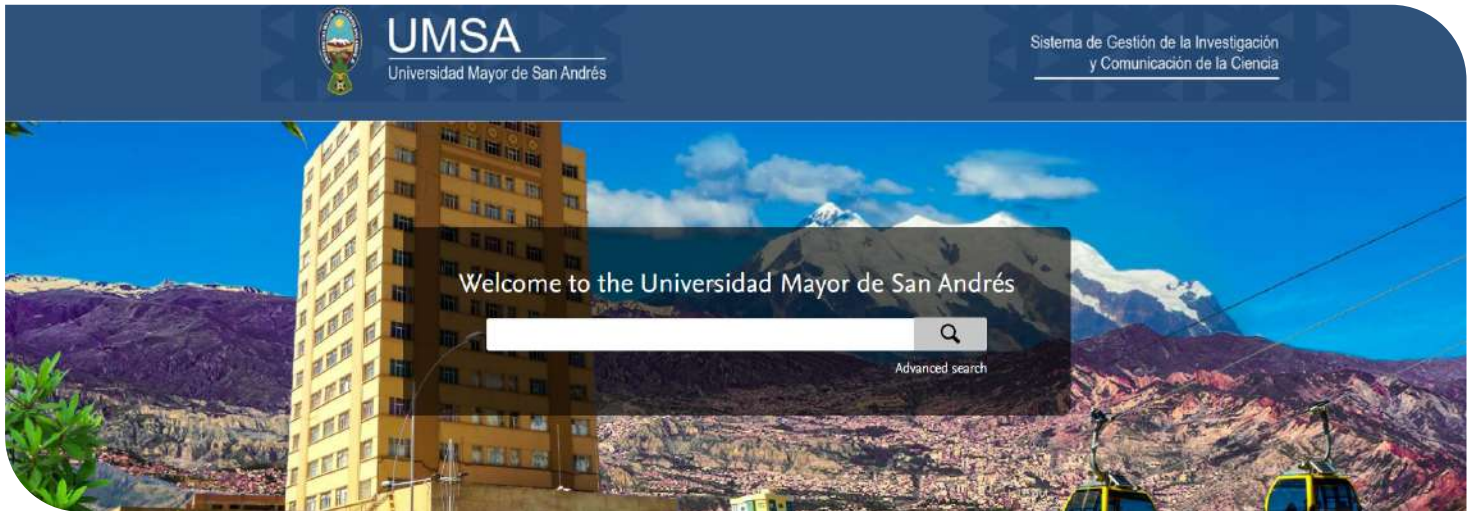 UMSA
Universidad Mayor de San Andrés
Sistema de Gestión de la Investigación
y Comunicación de la Ciencia
Welcome to the Universidad Mayor de San Andrés
Advanced search